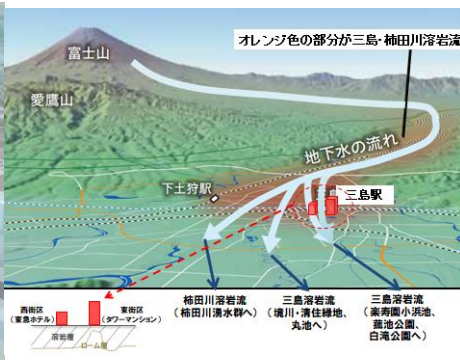 オレンジ色の部分が三島・柿田川溶岩流
富士山
愛鷹山
地下水の流れ
下土狩駅
三島駅
柿田川溶岩流
(柿田川湧水群へ)
三島溶岩流
(境川・清住緑地、
丸池へ)
三島溶岩流
(楽寿園小浜池、
菰池公園、
白滝公園へ)
西街区
(東急ホテル)
東街区
(タワーマンション)
溶岩層
ローム層